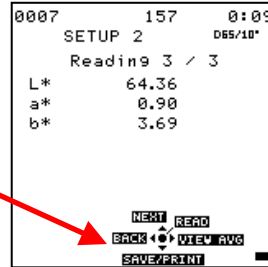 0007 157 0:09
SETUP 2 D65/10°
Reading 3 / 3
L* 64.36
a* 0.90
b* 3.69
NEXT READ
BACK VIEW AVG
SAVE/PRINT